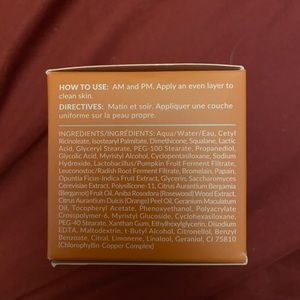 HOW TO USE: AM and PM. Apply an even layer to
clean skin.
DIRECTIVES: Matin et soir. Appliquer une couche
uniforme sur la peau propre.
INGREDIENTS/INGRÉDIENTS: Aqua/Water/Eau, Cetyl
Ricinoleate, Isostearyl Palmitate, Dimethicone, Squalane, Lactic
Acid, Glyceryl Stearate, PEG-100 Stearate, Propanediol,
Glycolic Acid, Myristyl Alcohol, Cyclopentasiloxane, Sodium
Hydroxide, Lactobacillus/Pumpkin Fruit Ferment Filtrate,
Leuconostoc/Radish Root Ferment Filtrate, Bromelain, Papain,
Opuntia Ficus-Indica Fruit Extract, Glycerin, Saccharomyces
Cerevisiae Extract, Polysilicone-11, Citrus Aurantium Bergamia
(Bergamot) Fruit Oil, Aniba Rosodora (Rosewood) Wood Extract,
Citrus Aurantium Dulcis (Orange) Peel Oil, Geranium Maculatum
Oil, Tocopheryl Acetate, Phenoxyethanol, Polyacrylate
Crosspolymer-6, Myristyl Glucoside, Cyclohexasiloxane,
PEG-40 Stearate, Xanthan Gum, Ethylhexylglycerin, Disodium
EDTA, Maltodextrin, t-Butyl Alcohol, Citronellol, Benzyl
Benzoate, Citral, Limonene, Linalool, Geraniol, CI 75810
(Chlorophyllin-Copper Complex)